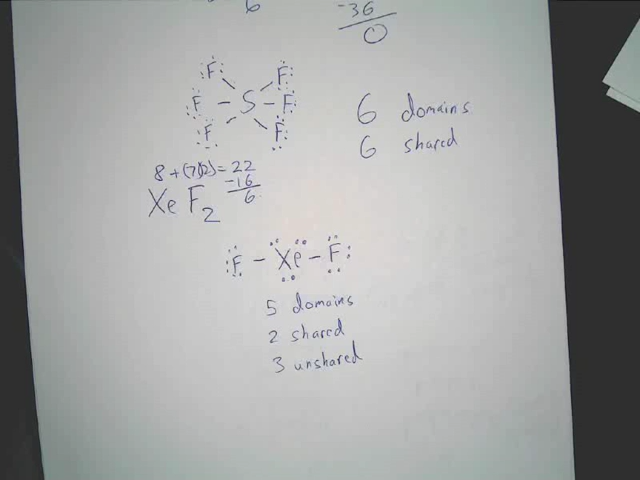 6
-36
0
F F
F - S - F
F F
6 domains
6 shared
8 + (7)(2) = 22
-16
6
XeF2
F - Xe - F
5 domains
2 shared
3 unshared